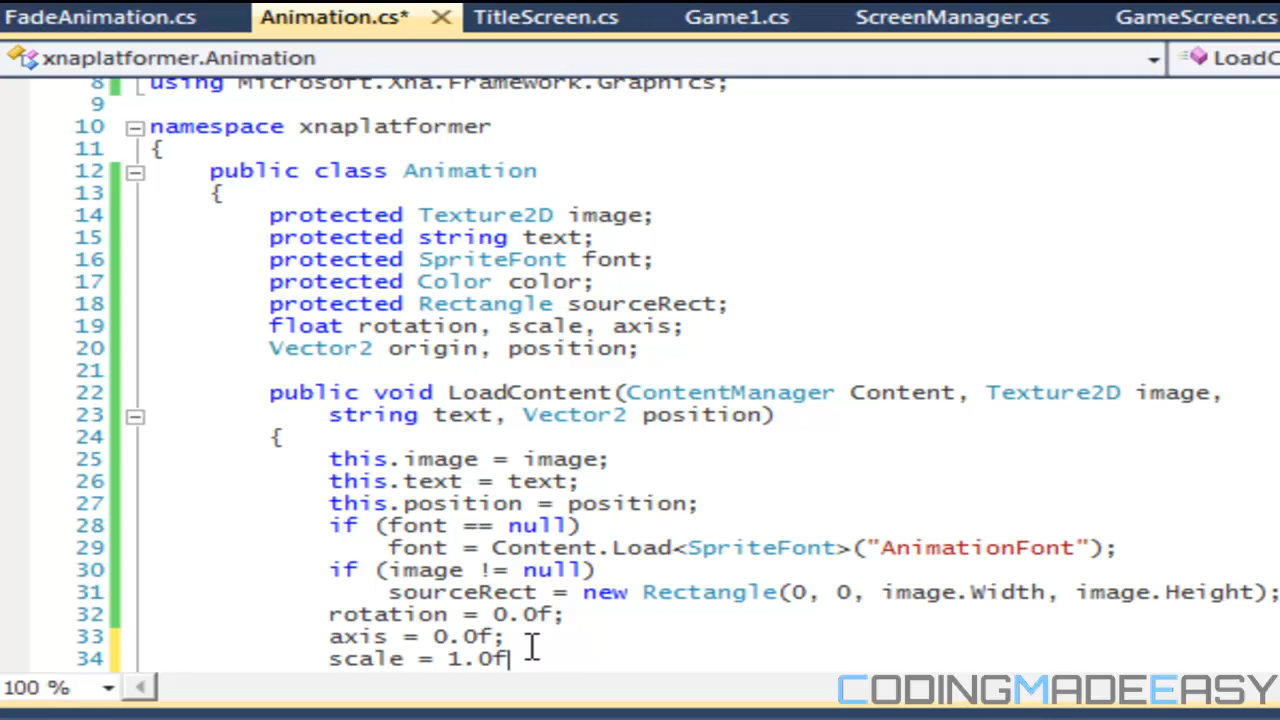 FadeAnimation.cs Animation.cs* TitleScreen.cs Game1.cs ScreenManager.cs GameScreen.cs
xnaplatformer.Animation LoadC
8 using Microsoft.Xna.Framework.Graphics;
9
10 namespace xnaplatformer
11 {
12 public class Animation
13 {
14 protected Texture2D image;
15 protected string text;
16 protected SpriteFont font;
17 protected Color color;
18 protected Rectangle sourceRect;
19 float rotation, scale, axis;
20 Vector2 origin, position;
21
22 public void LoadContent(ContentManager Content, Texture2D image,
23 string text, Vector2 position)
24 {
25 this.image = image;
26 this.text = text;
27 this.position = position;
28 if (font == null)
29 font = Content.Load<SpriteFont>("AnimationFont");
30 if (image != null)
31 sourceRect = new Rectangle(0, 0, image.Width, image.Height);
32 rotation = 0.0f;
33 axis = 0.0f;
34 scale = 1.0f
100 %
CODINGMADEEASY